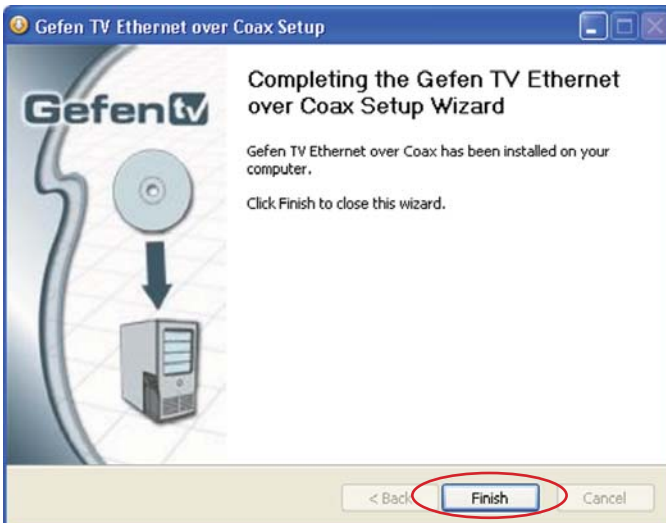 Gefen TV Ethernet over Coax Setup
Gefen tv
Completing the Gefen TV Ethernet
over Coax Setup Wizard
Gefen TV Ethernet over Coax has been installed on your
computer.
Click Finish to close this wizard.
< Back
Finish
Cancel